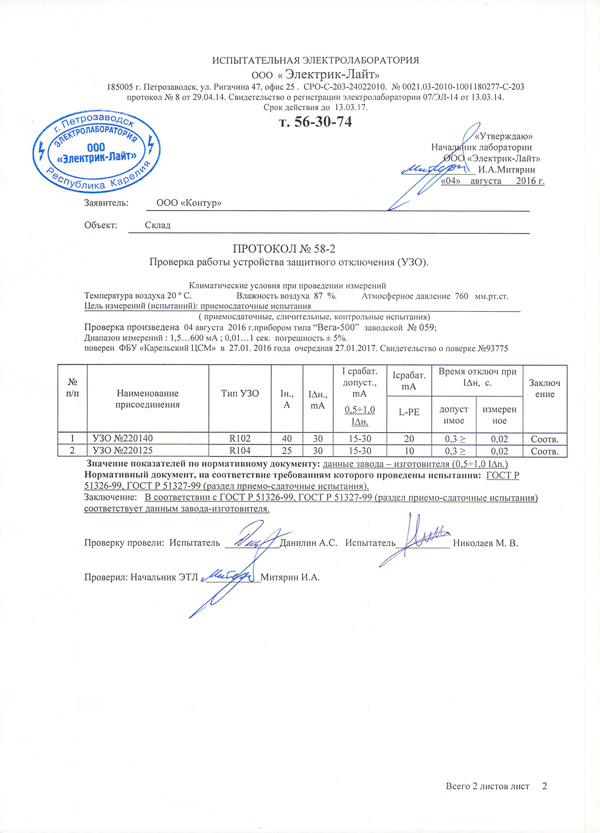 ИСПЫТАТЕЛЬНАЯ ЭЛЕКТРОЛАБОРАТОРИЯ
ООО « Электрик-Лайт»
185005 г. Петрозаводск, ул. Ригачина 47, офис 25 . СРО-С-203-24022010. № 0021.03-2010-1001180277-С-203
протокол № 8 от 29.04.14. Свидетельство о регистрации электролаборатории 07/ЭЛ-14 от 13.03.14.
Срок действия до 13.03.17.
т. 56-30-74
г. Петрозаводск
ЭЛЕКТРОЛАБОРАТОРИЯ
ООО
«Электрик-Лайт»
Республика Карелия
«Утверждаю»
Начальник лаборатории
ООО «Электрик-Лайт»
И.А.Митярин
«04» августа 2016 г.
Заявитель: ООО «Контур»
Объект: Склад
ПРОТОКОЛ № 58-2
Проверка работы устройства защитного отключения (УЗО).
Климатические условия при проведении измерений
Температура воздуха 20 º С. Влажность воздуха 87 %. Атмосферное давление 760 мм.рт.ст.
Цель измерений (испытаний): приемосдаточные испытания
( приемосдаточные, сличительные, контрольные испытания)
Проверка произведена 04 августа 2016 г.прибором типа “Вега-500” заводской № 059;
Диапазон измерений : 1,5…600 мА ; 0,01…1 сек. погрешность ± 5%.
поверен ФБУ «Карельский ЦСМ» в 27.01. 2016 года очередная 27.01.2017. Свидетельство о поверке №93775
№ п/п Наименование присоединения Тип УЗО Iн., А IΔн., mA I срабат. допуст., mA 0,5÷1,0 IΔн. Iсрабат. mA L-PE Время отключ при IΔн, с. допуст имое измерен ное Заключ ение
1 УЗО №220140 R102 40 30 15-30 20 0,3 ≥ 0,02 Соотв.
2 УЗО №220125 R104 25 30 15-30 10 0,3 ≥ 0,02 Соотв.
Значение показателей по нормативному документу: данные завода – изготовителя (0,5÷1,0 IΔн.)
Нормативный документ, на соответствие требованиям которого проведены испытания: ГОСТ Р
51326-99, ГОСТ Р 51327-99 (раздел приемо-сдаточные испытания).
Заключение: В соответствии с ГОСТ Р 51326-99, ГОСТ Р 51327-99 (раздел приемо-сдаточные испытания)
соответствует данным завода-изготовителя.
Проверку провели: Испытатель Данилин А.С. Испытатель Николаев М. В.
Проверил: Начальник ЭТЛ Митярин И.А.
Всего 2 листов лист 2